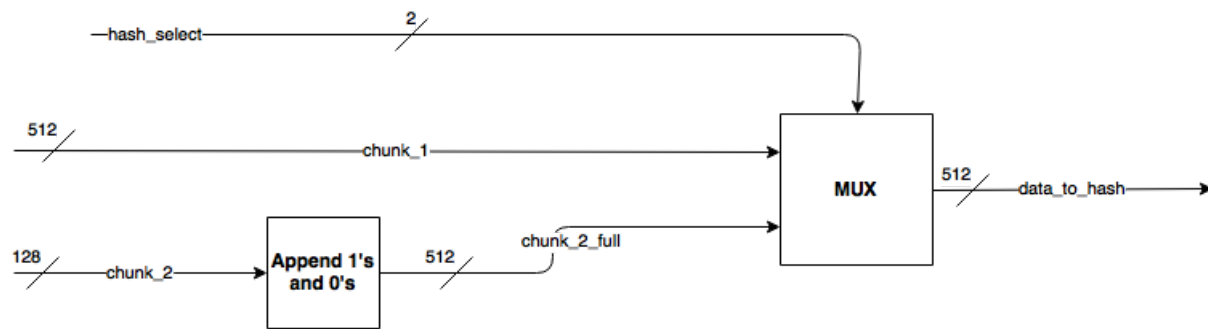 2
hash_select
512
chunk_1
MUX
512
data_to_hash
128
chunk_2
Append 1's
and 0's
512
chunk_2_full